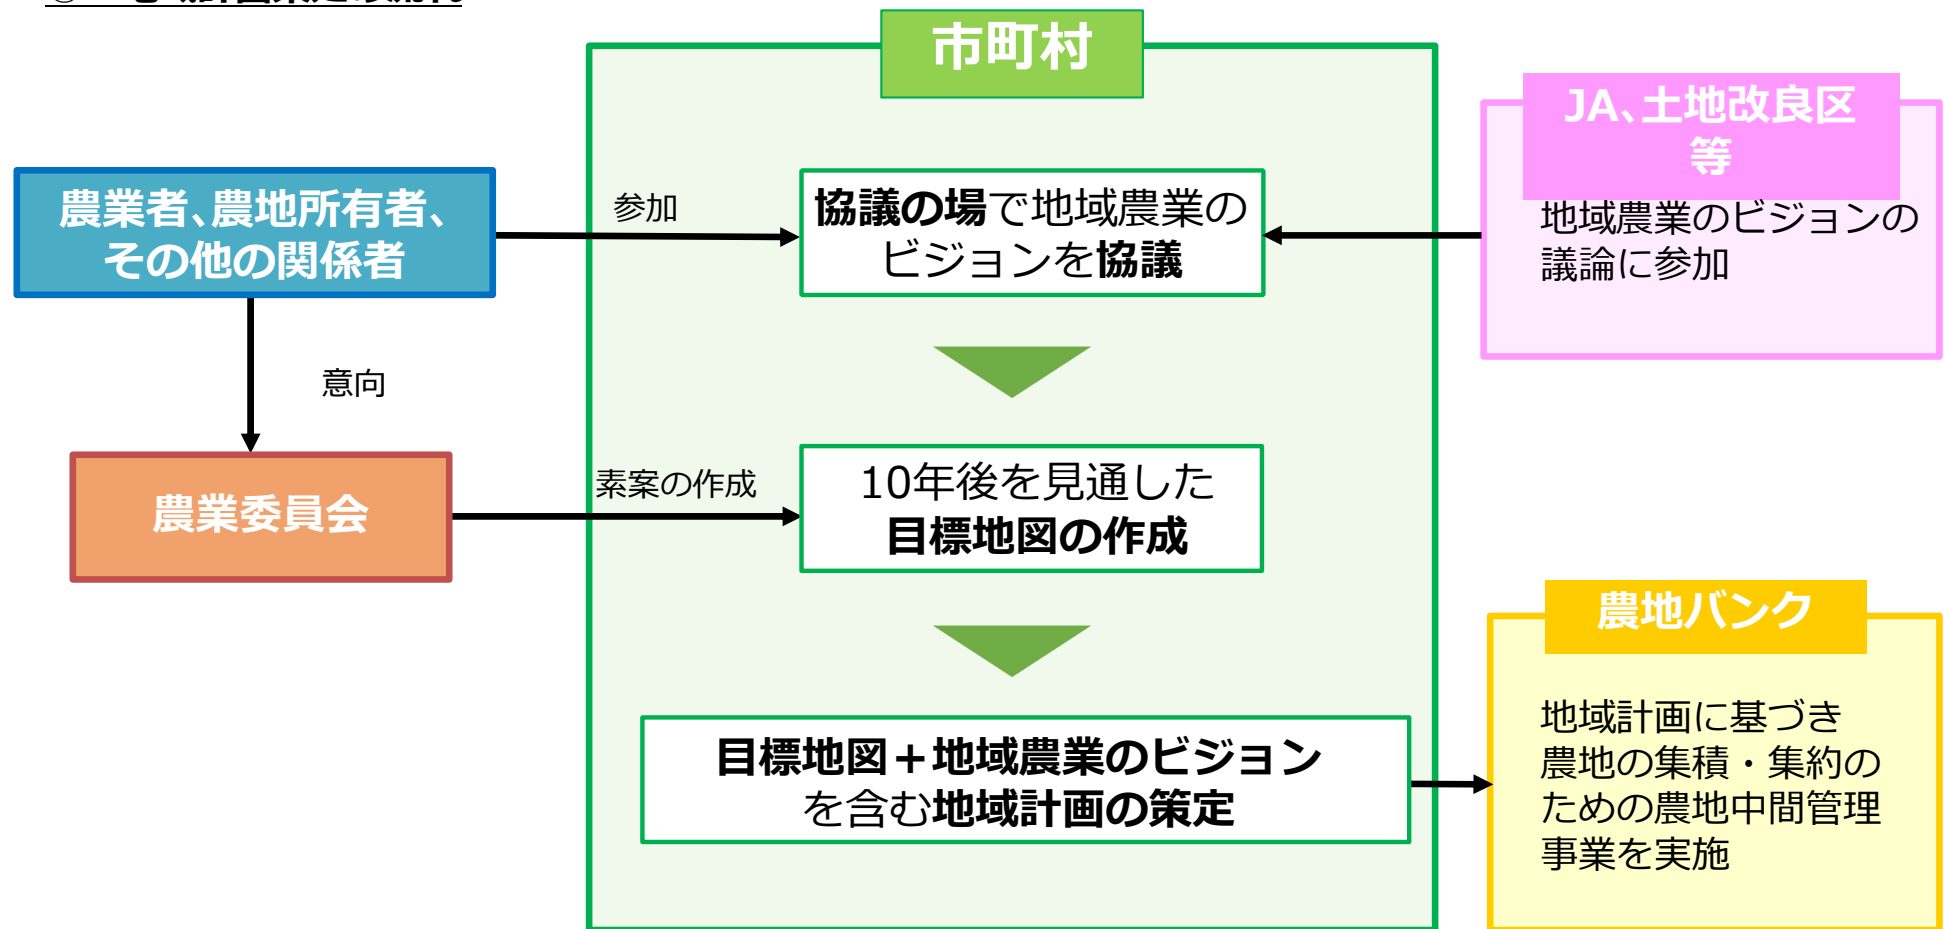 市町村
JA、土地改良区
等
地域農業のビジョンの
議論に参加
農業者、農地所有者、
その他の関係者
参加
協議の場で地域農業の
ビジョンを協議
意向
農業委員会
素案の作成
10年後を見通した
目標地図の作成
農地バンク
地域計画に基づき
農地の集積・集約の
ための農地中間管理
事業を実施
目標地図＋地域農業のビジョン
を含む地域計画の策定